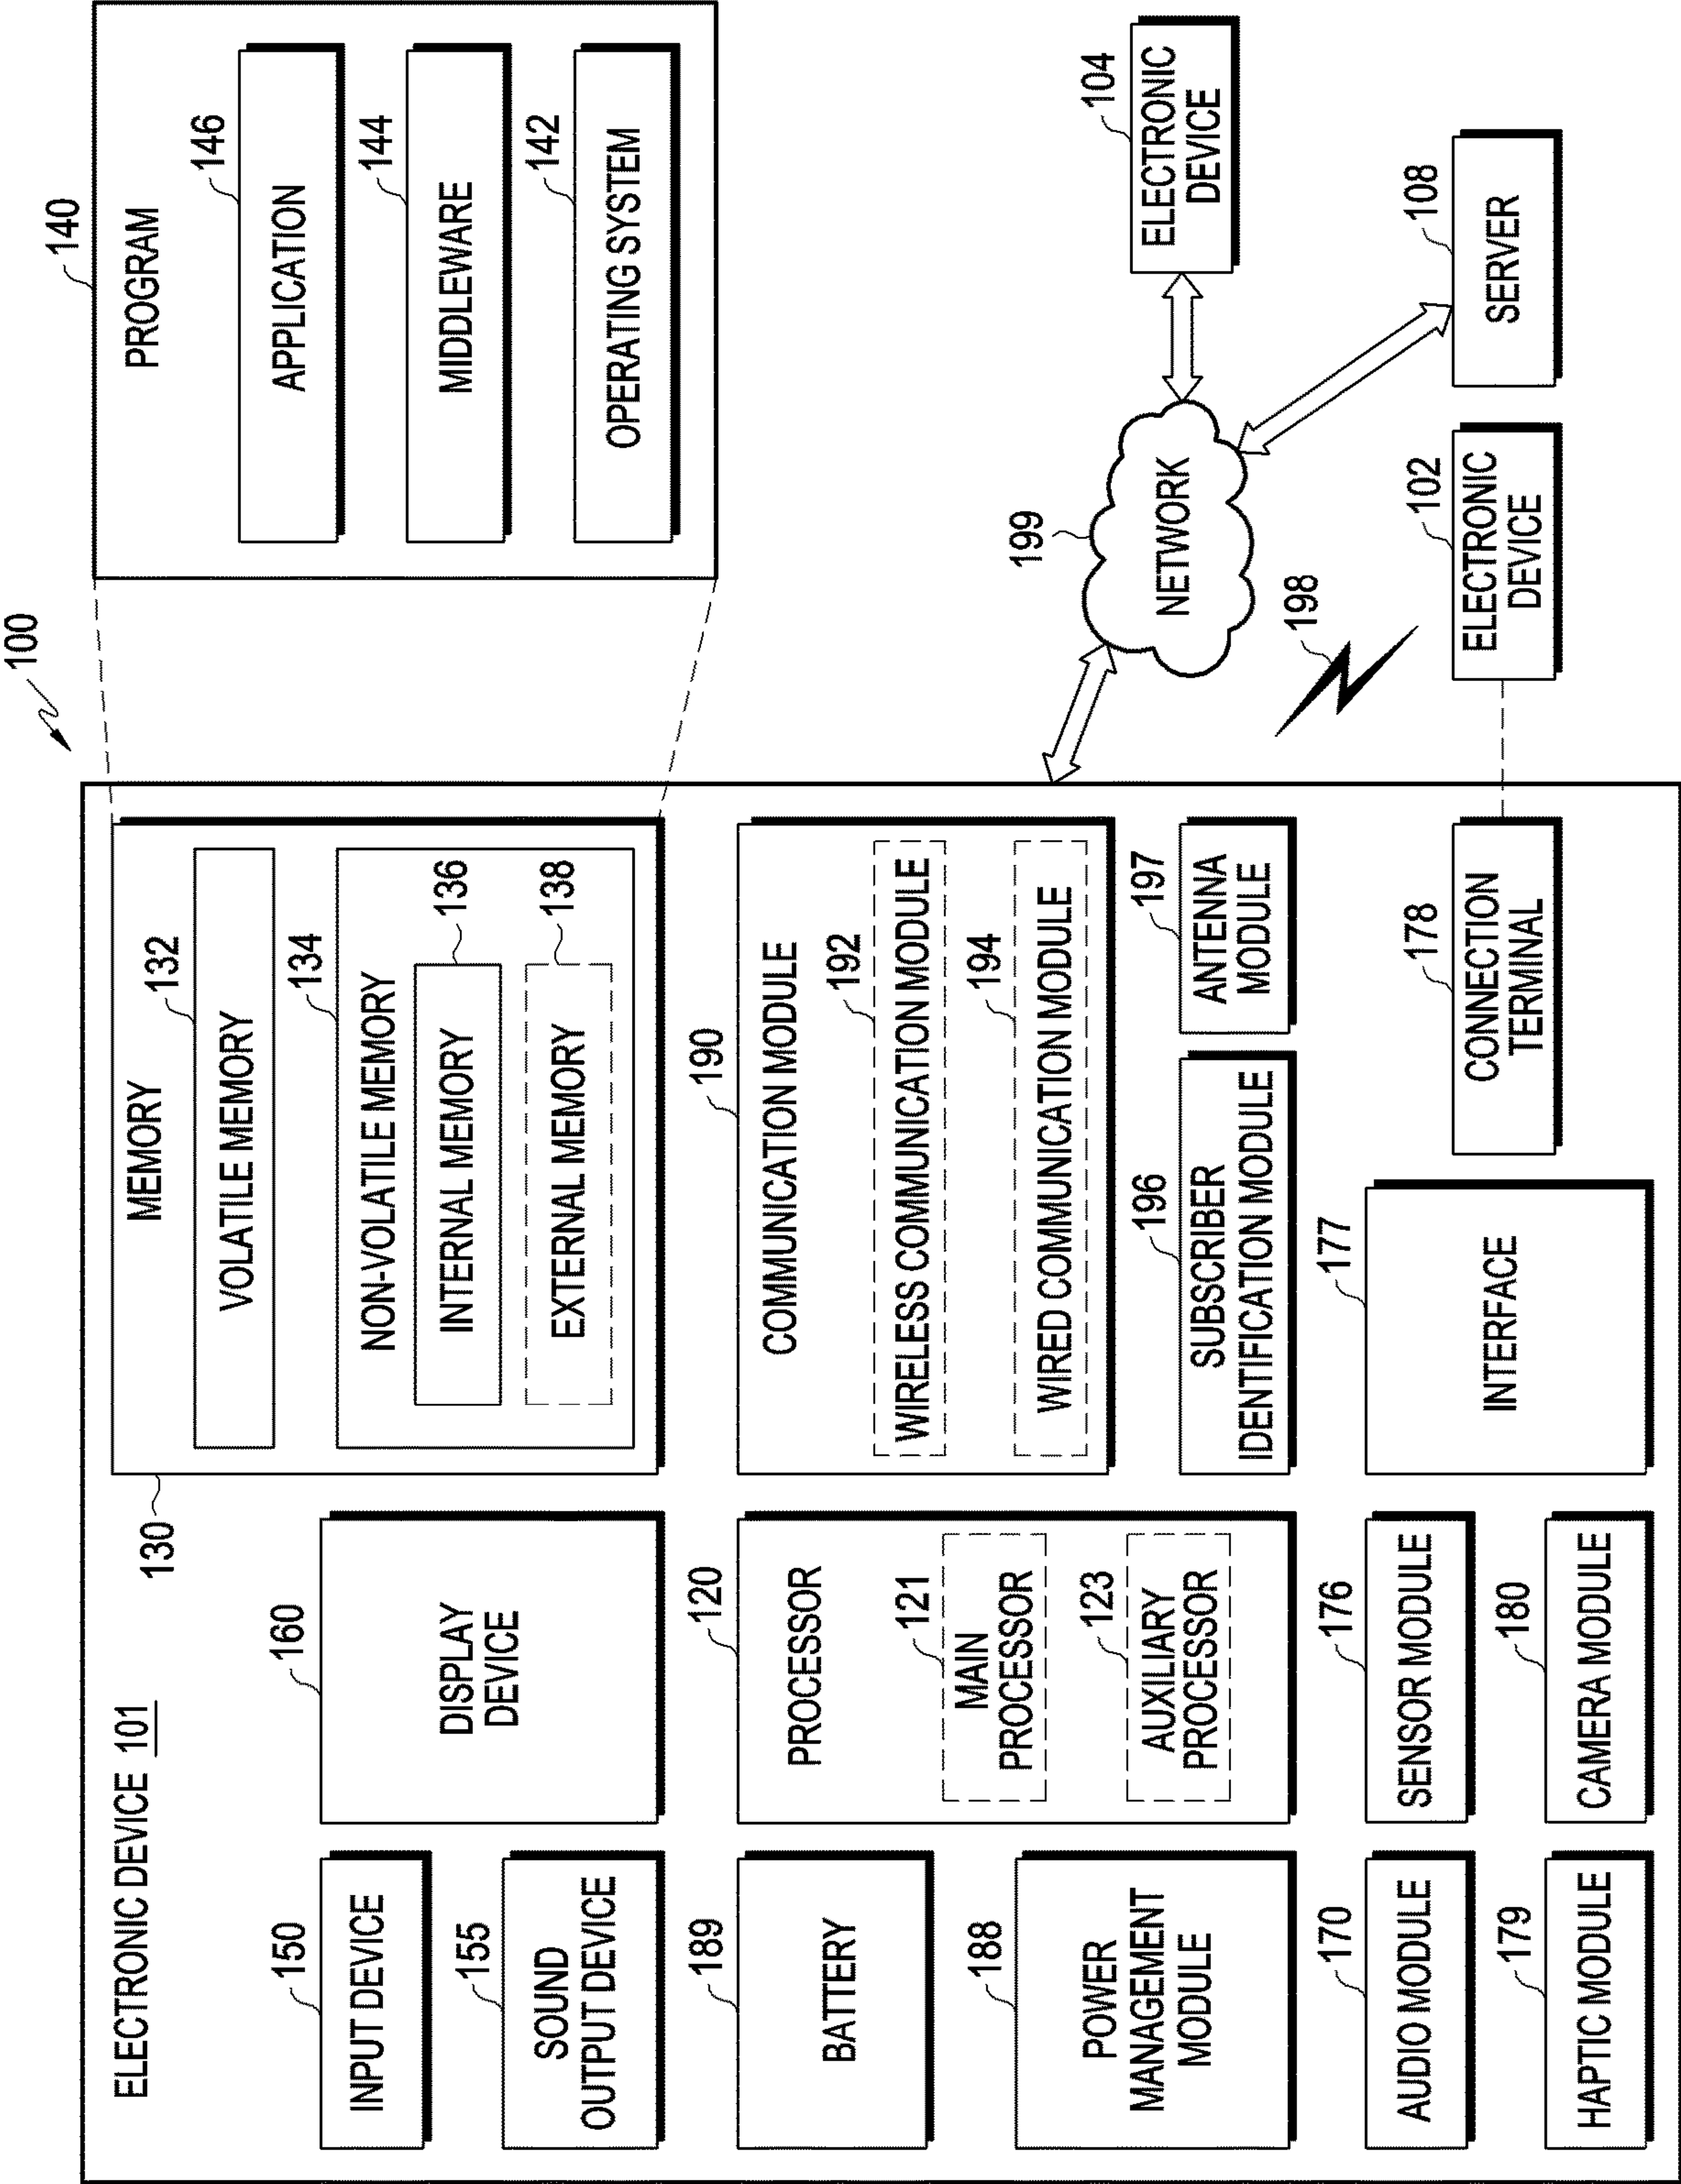 100
ELECTRONIC DEVICE 101
150
INPUT DEVICE
155
SOUND
OUTPUT DEVICE
160
DISPLAY
DEVICE
130
MEMORY
132
VOLATILE MEMORY
134
NON-VOLATILE MEMORY
136
INTERNAL MEMORY
138
EXTERNAL MEMORY
140
PROGRAM
146
APPLICATION
144
MIDDLEWARE
142
OPERATING SYSTEM
189
BATTERY
188
POWER
MANAGEMENT
MODULE
120
PROCESSOR
121
MAIN
PROCESSOR
123
AUXILIARY
PROCESSOR
190
COMMUNICATION MODULE
192
WIRELESS COMMUNICATION MODULE
194
WIRED COMMUNICATION MODULE
196
SUBSCRIBER
IDENTIFICATION MODULE
197
ANTENNA
MODULE
199
NETWORK
104
ELECTRONIC
DEVICE
198
170
AUDIO MODULE
176
SENSOR MODULE
177
INTERFACE
178
CONNECTION
TERMINAL
102
ELECTRONIC
DEVICE
108
SERVER
179
HAPTIC MODULE
180
CAMERA MODULE